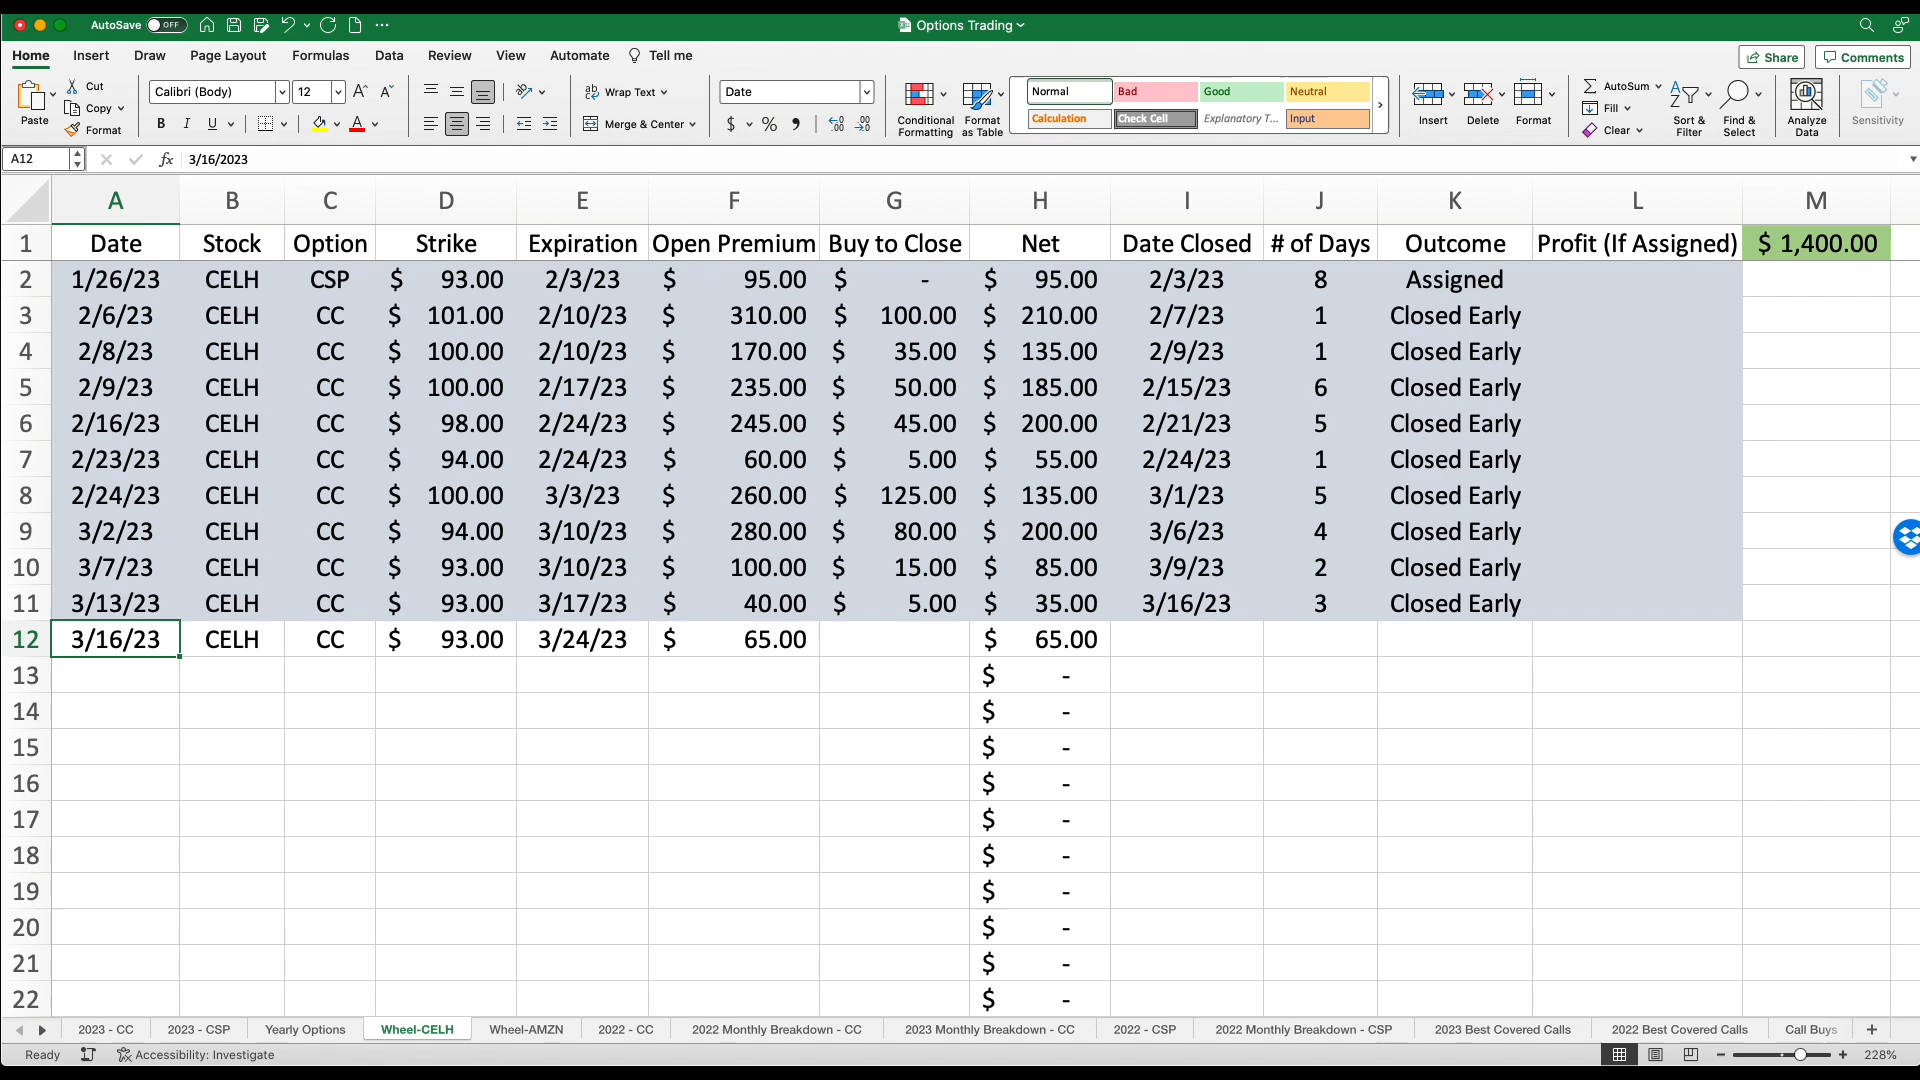 AutoSave OFF Options Trading
Home Insert Draw Page Layout Formulas Data Review View Automate Tell me Share Comments
Paste Cut Copy Format
Calibri (Body) 12 A A
B I U A
Wrap Text
Merge & Center
Date
$ % 9
Conditional Formatting Format as Table
Normal Bad Good Neutral
Calculation Check Cell Explanatory T... Input
Insert Delete Format
AutoSum Fill Clear
Sort & Filter Find & Select Analyze Data Sensitivity
A12 fx 3/16/2023
A B C D E F G H I J K L M
1 Date Stock Option Strike Expiration Open Premium Buy to Close Net Date Closed # of Days Outcome Profit (If Assigned) $ 1,400.00
2 1/26/23 CELH CSP $ 93.00 2/3/23 $ 95.00 $ - $ 95.00 2/3/23 8 Assigned
3 2/6/23 CELH CC $ 101.00 2/10/23 $ 310.00 $ 100.00 $ 210.00 2/7/23 1 Closed Early
4 2/8/23 CELH CC $ 100.00 2/10/23 $ 170.00 $ 35.00 $ 135.00 2/9/23 1 Closed Early
5 2/9/23 CELH CC $ 100.00 2/17/23 $ 235.00 $ 50.00 $ 185.00 2/15/23 6 Closed Early
6 2/16/23 CELH CC $ 98.00 2/24/23 $ 245.00 $ 45.00 $ 200.00 2/21/23 5 Closed Early
7 2/23/23 CELH CC $ 94.00 2/24/23 $ 60.00 $ 5.00 $ 55.00 2/24/23 1 Closed Early
8 2/24/23 CELH CC $ 100.00 3/3/23 $ 260.00 $ 125.00 $ 135.00 3/1/23 5 Closed Early
9 3/2/23 CELH CC $ 94.00 3/10/23 $ 280.00 $ 80.00 $ 200.00 3/6/23 4 Closed Early
10 3/7/23 CELH CC $ 93.00 3/10/23 $ 100.00 $ 15.00 $ 85.00 3/9/23 2 Closed Early
11 3/13/23 CELH CC $ 93.00 3/17/23 $ 40.00 $ 5.00 $ 35.00 3/16/23 3 Closed Early
12 3/16/23 CELH CC $ 93.00 3/24/23 $ 65.00 $ 65.00
13 $ -
14 $ -
15 $ -
16 $ -
17 $ -
18 $ -
19 $ -
20 $ -
21 $ -
22 $ -
2023 - CC 2023 - CSP Yearly Options Wheel-CELH Wheel-AMZN 2022 - CC 2022 Monthly Breakdown - CC 2023 Monthly Breakdown - CC 2022 - CSP 2022 Monthly Breakdown - CSP 2023 Best Covered Calls 2022 Best Covered Calls Call Buys +
Ready Accessibility: Investigate 228%